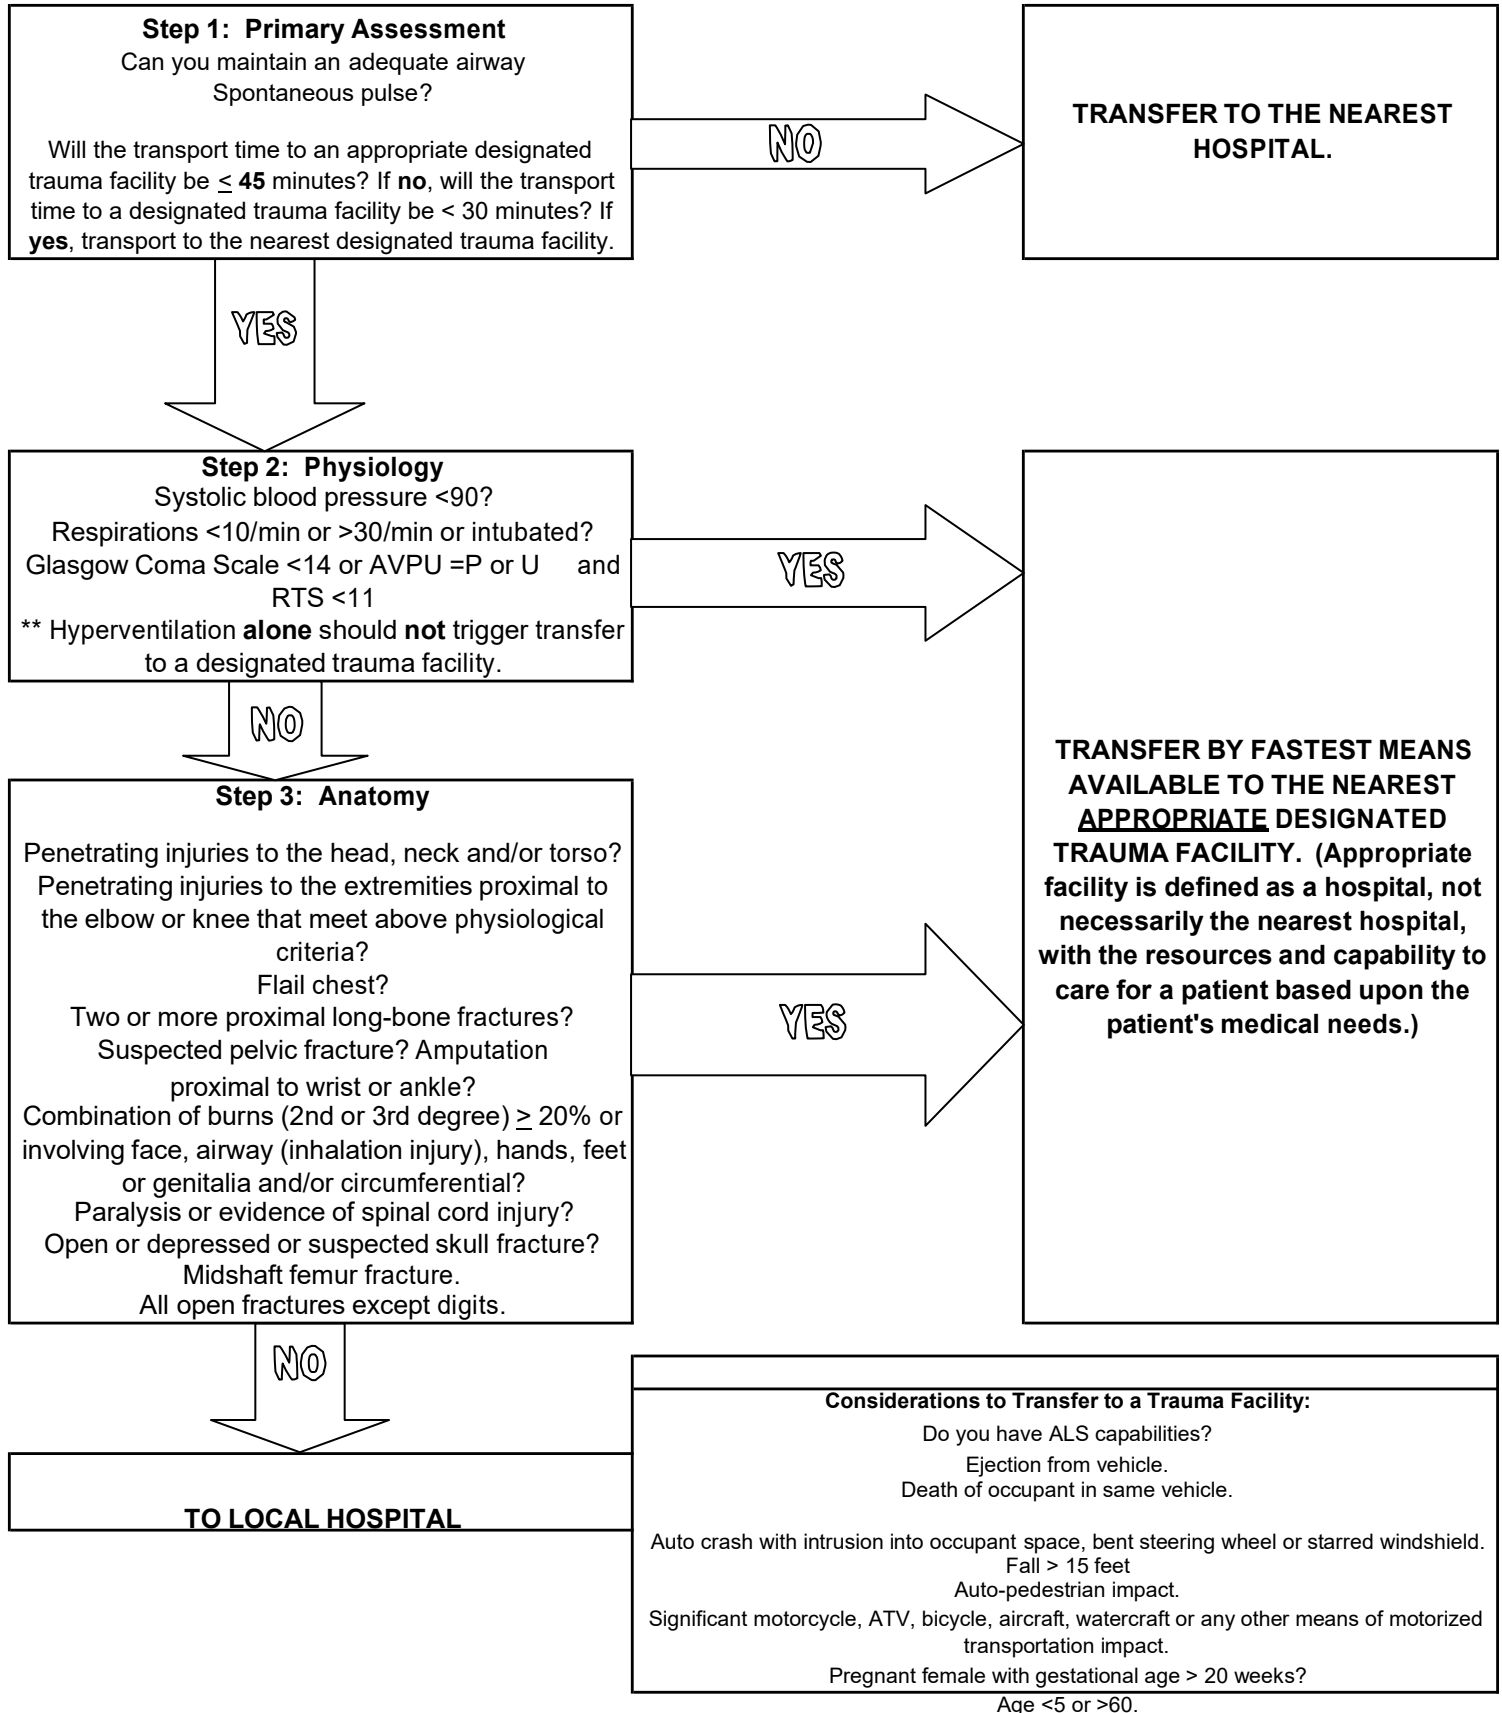 Step 1: Primary Assessment
Can you maintain an adequate airway
Spontaneous pulse?
Will the transport time to an appropriate designated
trauma facility be < 45 minutes? If no, will the transport
time to a designated trauma facility be < 30 minutes? If
yes, transport to the nearest designated trauma facility.
NO
TRANSFER TO THE NEAREST
HOSPITAL.
YES
Step 2: Physiology
Systolic blood pressure <90?
Respirations <10/min or >30/min or intubated?
Glasgow Coma Scale <14 or AVPU =P or U and
RTS <11
** Hyperventilation alone should not trigger transfer
to a designated trauma facility.
YES
NO
Step 3: Anatomy
Penetrating injuries to the head, neck and/or torso?
Penetrating injuries to the extremities proximal to
the elbow or knee that meet above physiological
criteria?
Flail chest?
Two or more proximal long-bone fractures?
Suspected pelvic fracture? Amputation
proximal to wrist or ankle?
Combination of burns (2nd or 3rd degree) > 20% or
involving face, airway (inhalation injury), hands, feet
or genitalia and/or circumferential?
Paralysis or evidence of spinal cord injury?
Open or depressed or suspected skull fracture?
Midshaft femur fracture.
All open fractures except digits.
YES
TRANSFER BY FASTEST MEANS
AVAILABLE TO THE NEAREST
APPROPRIATE DESIGNATED
TRAUMA FACILITY. (Appropriate
facility is defined as a hospital, not
necessarily the nearest hospital,
with the resources and capability to
care for a patient based upon the
patient's medical needs.)
NO
TO LOCAL HOSPITAL
Considerations to Transfer to a Trauma Facility:
Do you have ALS capabilities?
Ejection from vehicle.
Death of occupant in same vehicle.
Auto crash with intrusion into occupant space, bent steering wheel or starred windshield.
Fall > 15 feet
Auto-pedestrian impact.
Significant motorcycle, ATV, bicycle, aircraft, watercraft or any other means of motorized
transportation impact.
Pregnant female with gestational age > 20 weeks?
Age <5 or >60.